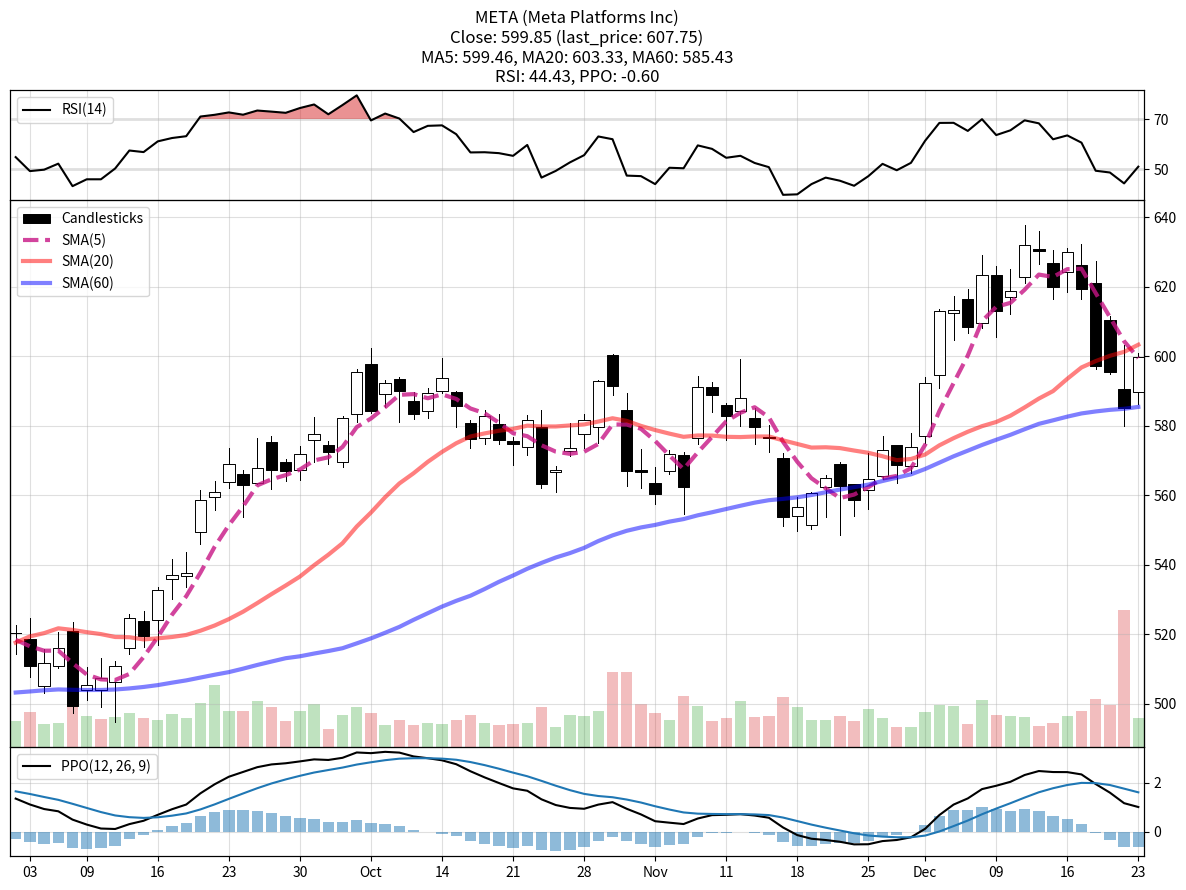 META (Meta Platforms Inc)
Close: 599.85 (last_price: 607.75)
MA5: 599.46, MA20: 603.33, MA60: 585.43
RSI: 44.43, PPO: -0.60
RSI(14)
70
50
Candlesticks
SMA(5)
SMA(20)
SMA(60)
640
620
600
580
560
540
520
500
PPO(12, 26, 9)
2
0
03 09 16 23 30 Oct 14 21 28 Nov 11 18 25 Dec 09 16 23